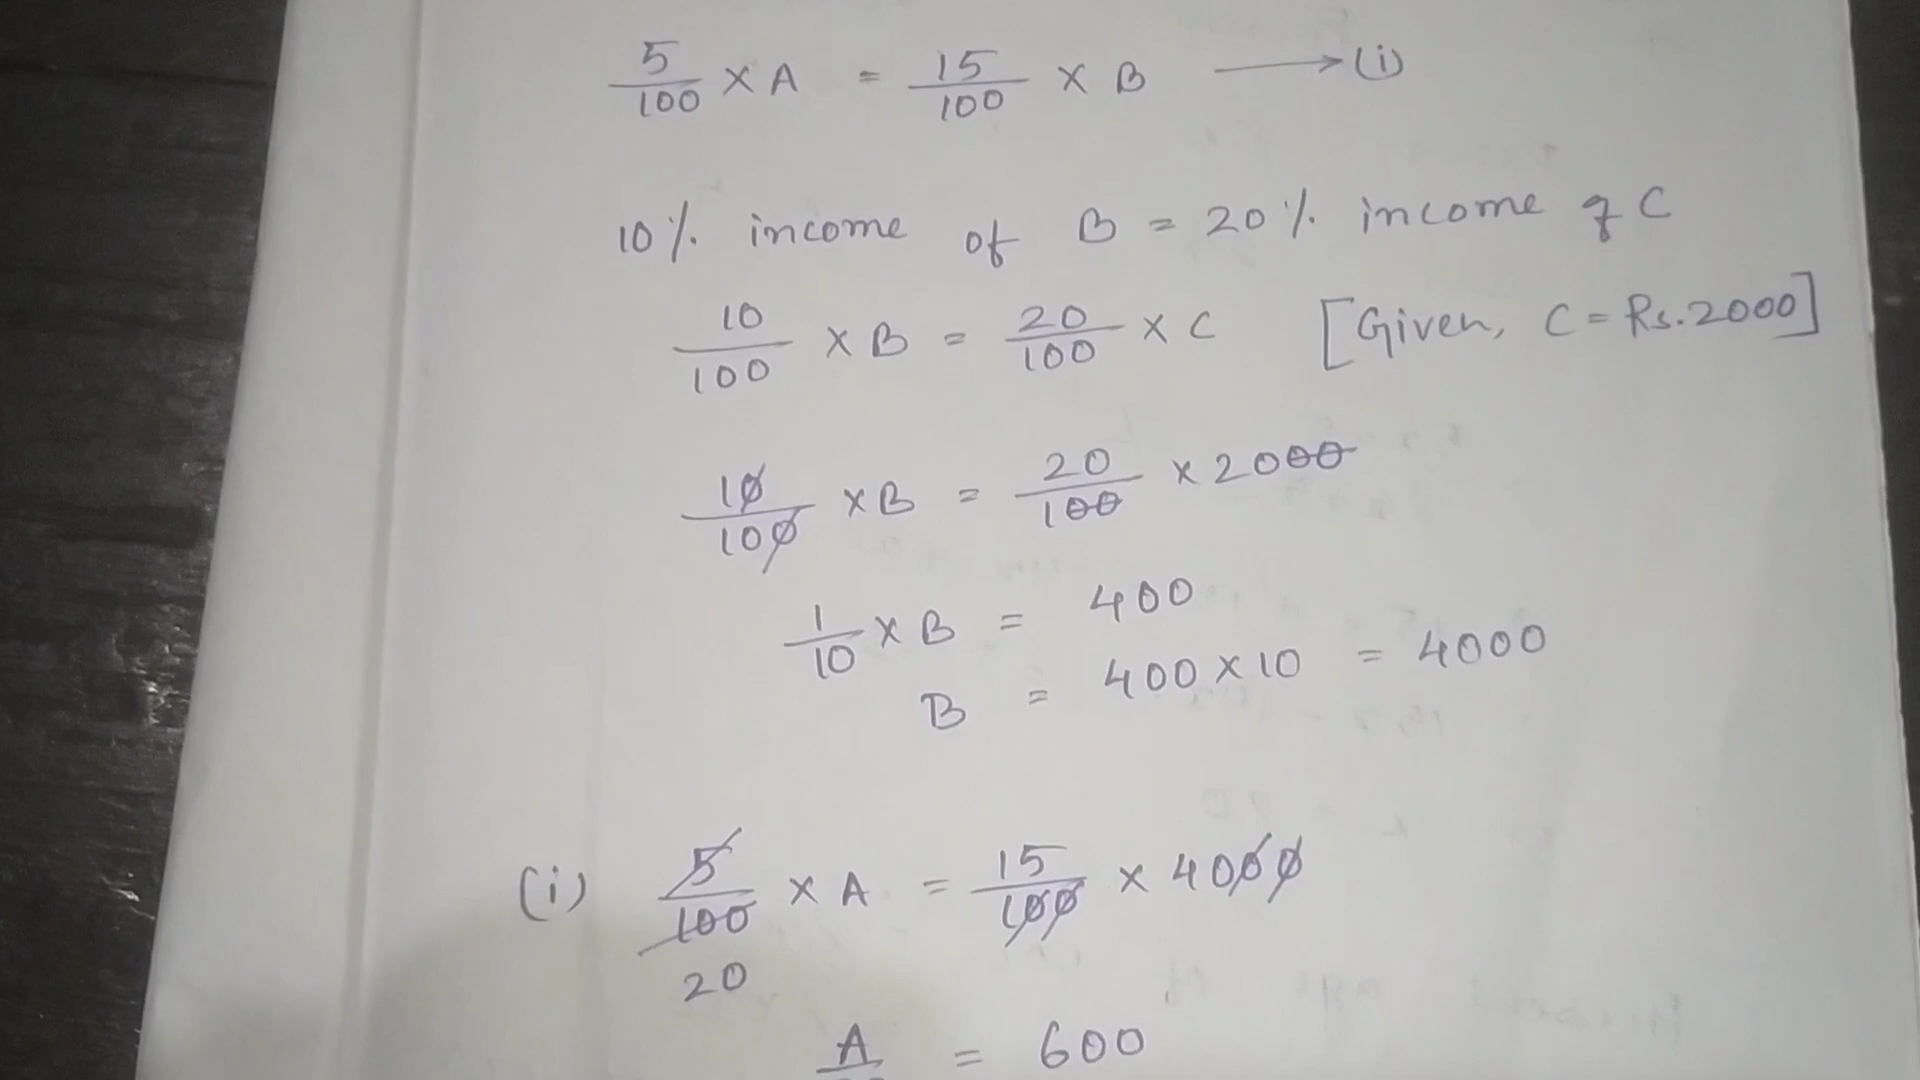 5/100 × A = 15/100 × B → (i)
10% income of B = 20% income of C
10/100 × B = 20/100 × C [Given, C = Rs.2000]
10/100 × B = 20/100 × 2000
1/10 × B = 400
B = 400 × 10 = 4000
(i) 5/100 × A = 15/100 × 4000
20
A = 600